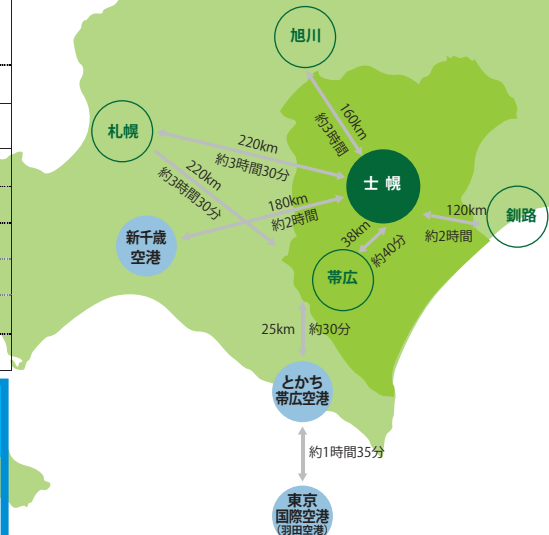 旭川
160km
約3時間
札幌
220km
約3時間30分
220km
約3時間30分
士幌
180km
約2時間
新千歳
空港
120km
約2時間
釧路
38km
約40分
帯広
25km
約30分
とかち
帯広空港
約1時間35分
東京
国際空港
(羽田空港)